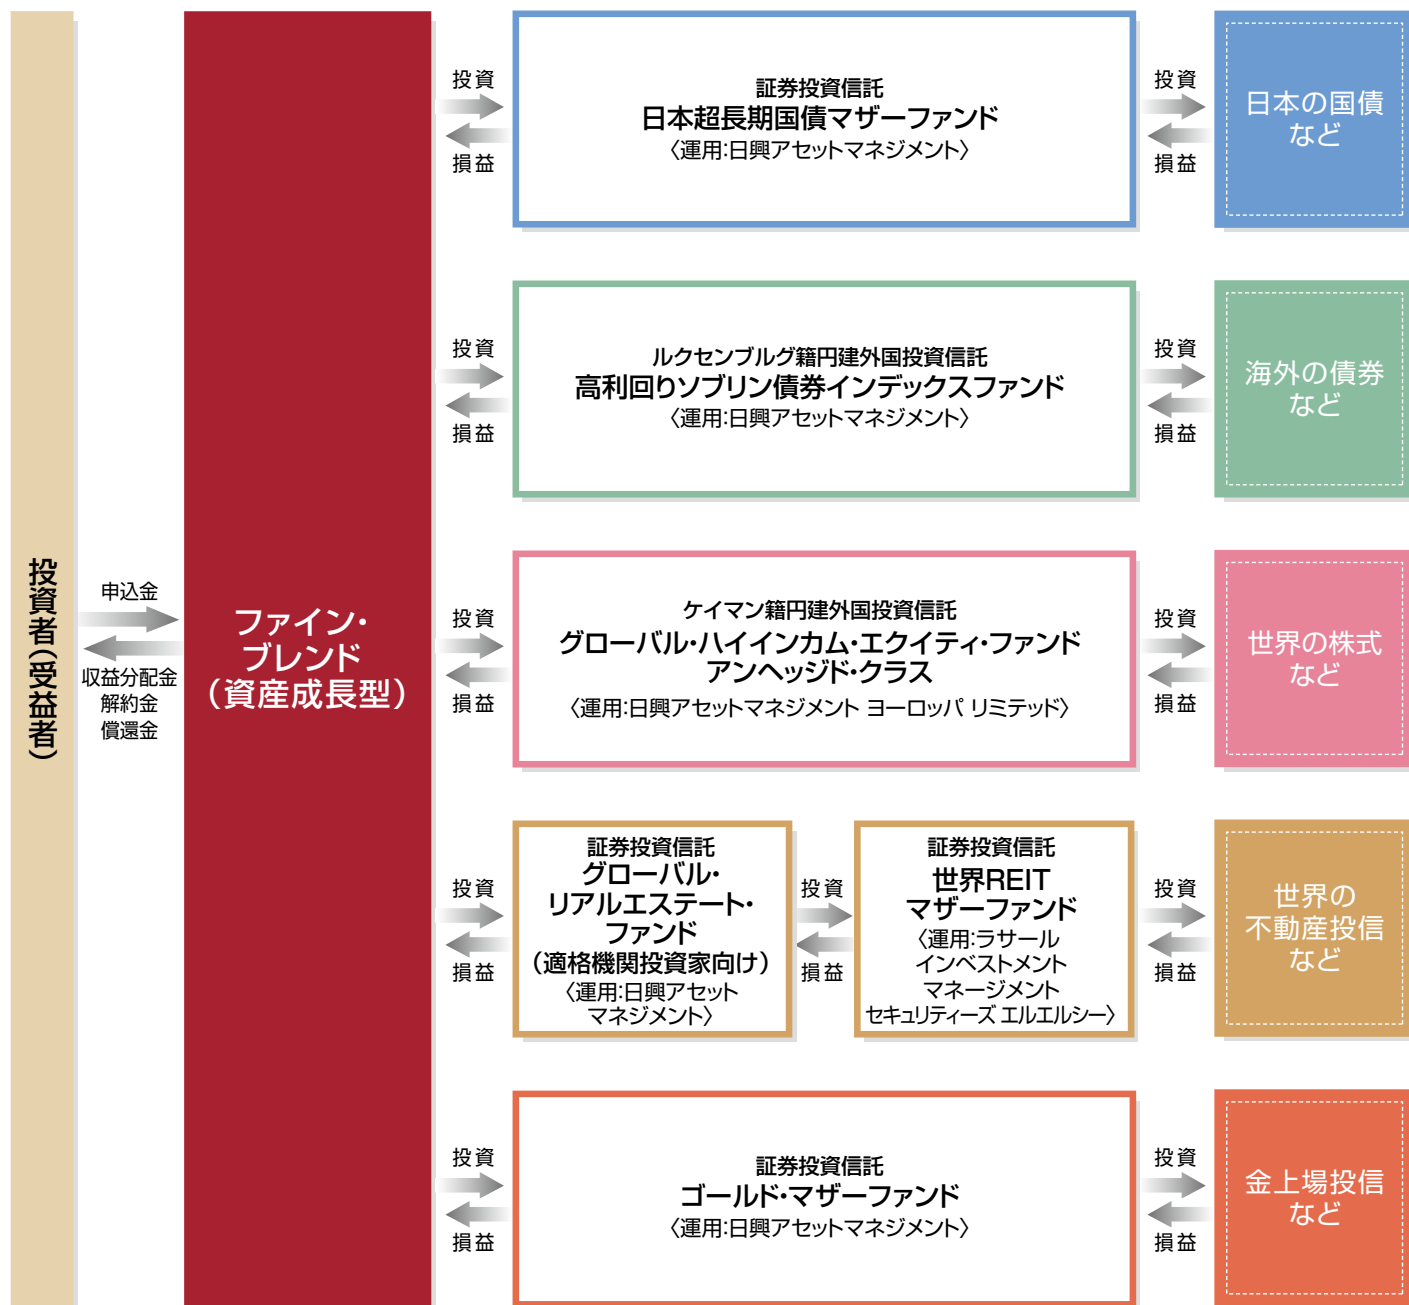 投資者(受益者)
申込金
収益分配金
解約金
償還金
ファイン・
ブレンド
(資産成長型)
投資
損益
証券投資信託
日本超長期国債マザーファンド
〈運用:日興アセットマネジメント〉
投資
損益
日本の国債
など
投資
損益
ルクセンブルグ籍円建外国投資信託
高利回りソブリン債券インデックスファンド
〈運用:日興アセットマネジメント〉
投資
損益
海外の債券
など
投資
損益
ケイマン籍円建外国投資信託
グローバル・ハイインカム・エクイティ・ファンド
アンヘッジド・クラス
〈運用:日興アセットマネジメント ヨーロッパ リミテッド〉
投資
損益
世界の株式
など
投資
損益
証券投資信託
グローバル・
リアルエステート・
ファンド
(適格機関投資家向け)
〈運用:日興アセット
マネジメント〉
投資
損益
証券投資信託
世界REIT
マザーファンド
〈運用:ラサール
インベストメント
マネージメント
セキュリティーズ エルエルシー〉
投資
損益
世界の
不動産投信
など
投資
損益
証券投資信託
ゴールド・マザーファンド
〈運用:日興アセットマネジメント〉
投資
損益
金上場投信
など